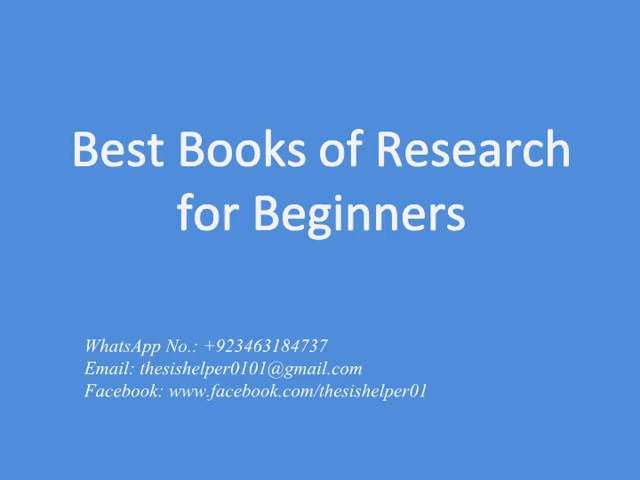 Best Books of Research
for Beginners
WhatsApp No.: +923463184737
Email: thesishelper0101@gmail.com
Facebook: www.facebook.com/thesishelper01